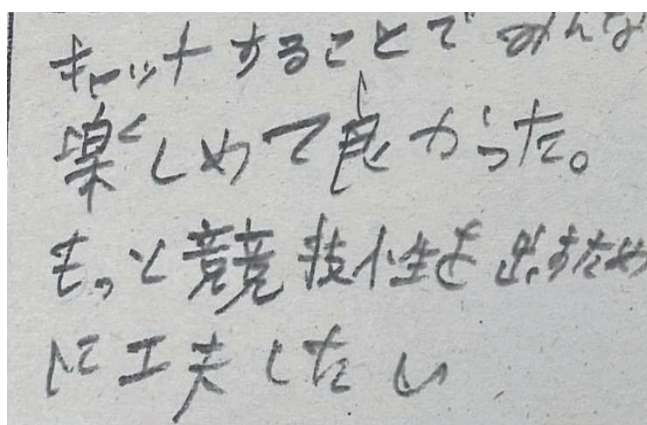 キャットすることでみんな
楽しめて良かった。
もっと競技性を出すため
に工夫したい